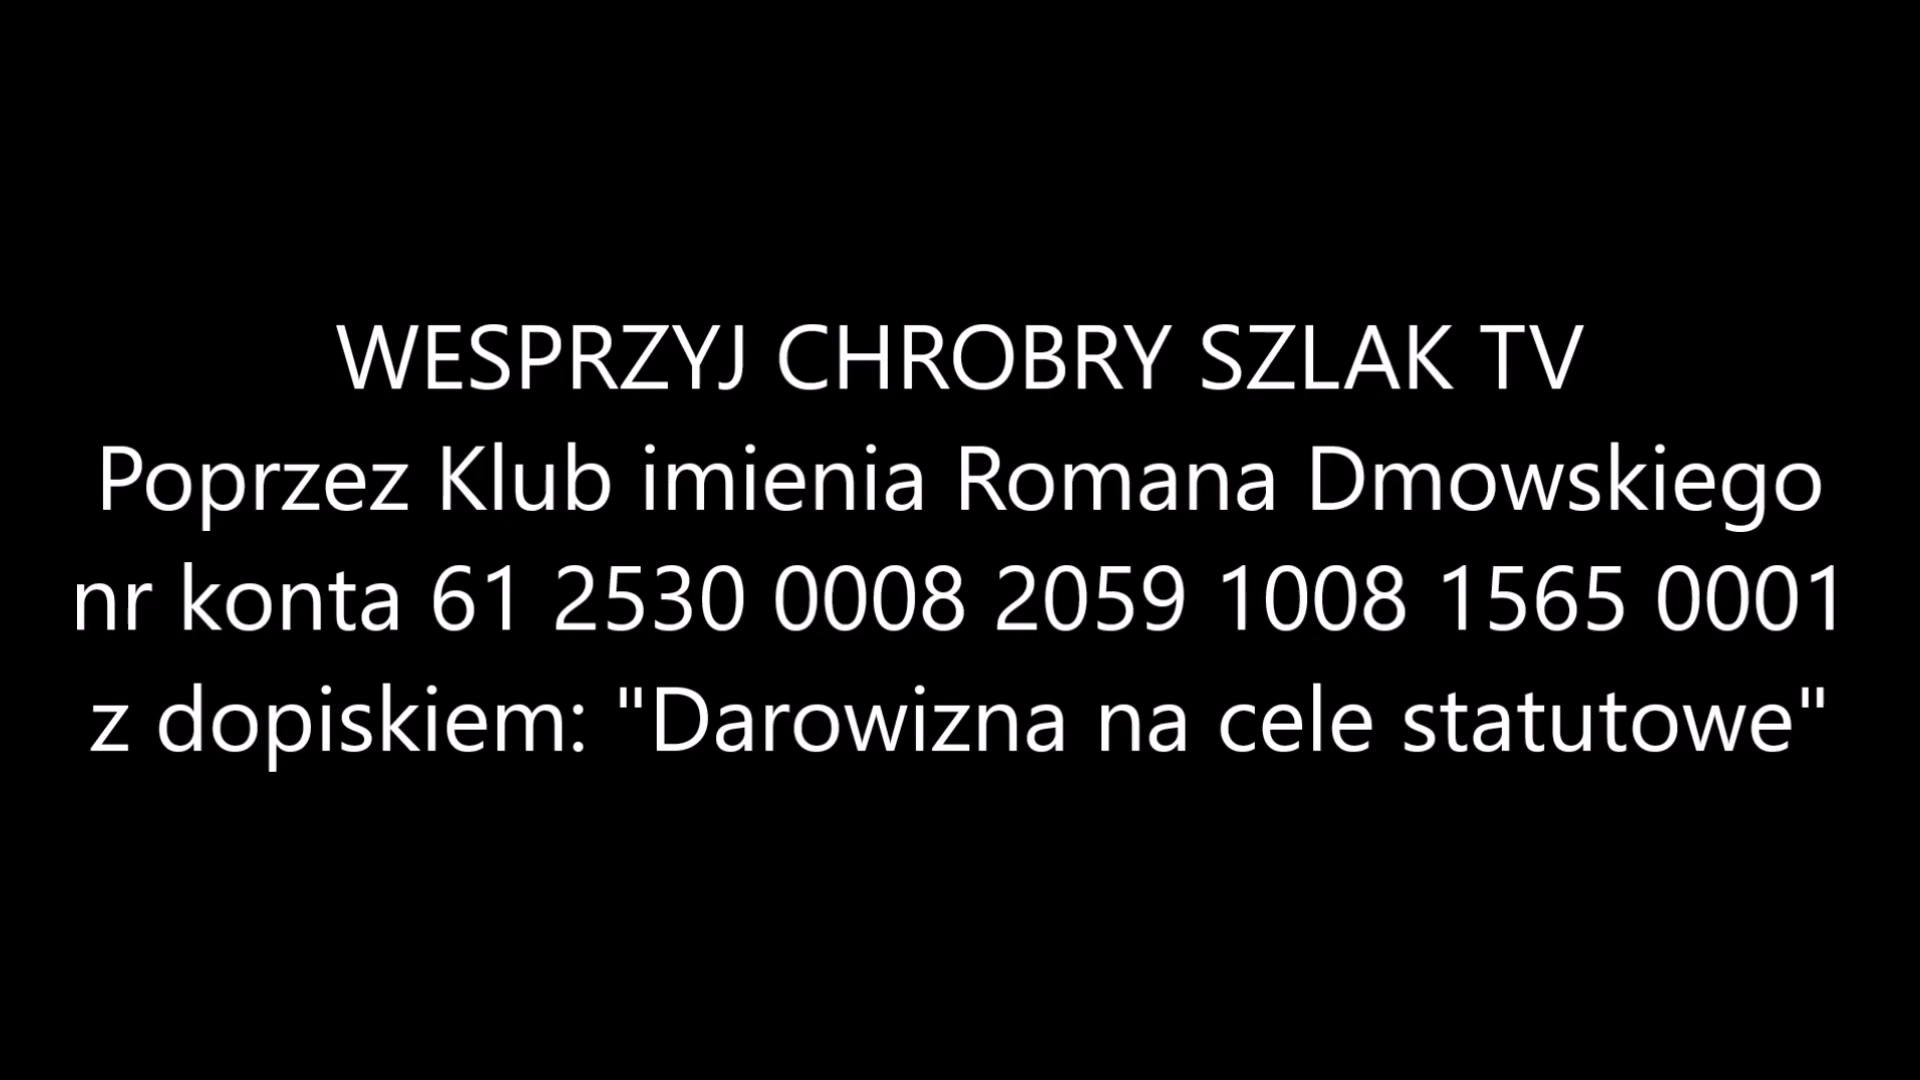 WESPRZYJ CHROBRY SZLAK TV
Poprzez Klub imienia Romana Dmowskiego
nr konta 61 2530 0008 2059 1008 1565 0001
z dopiskiem: "Darowizna na cele statutowe"